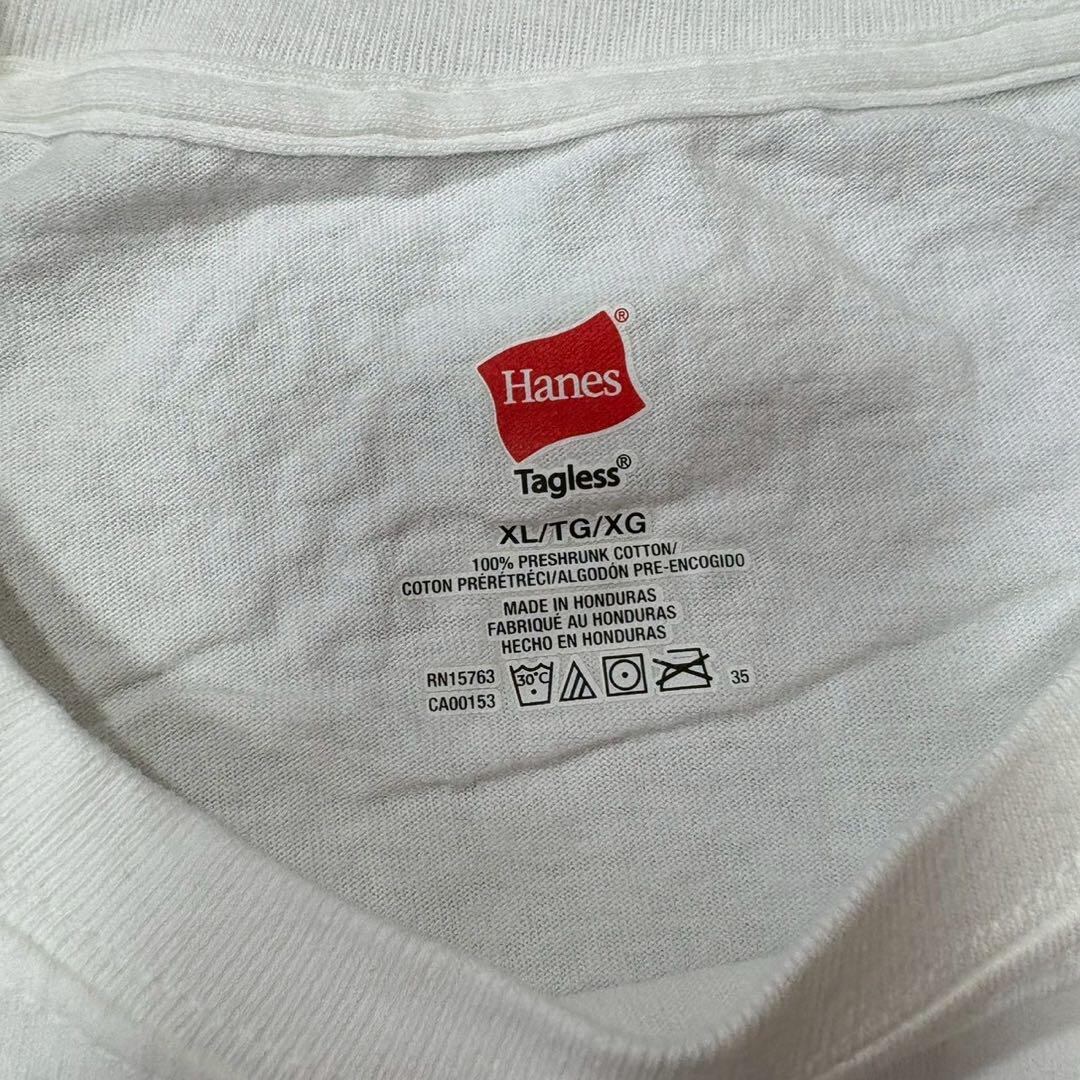 Hanes®
Tagless®
XL/TG/XG
100% PRESHRUNK COTTON/
COTON PRÉRÉTRÉCI/ALGODÓN PRE-ENCOGIDO
MADE IN HONDURAS
FABRIQUÉ AU HONDURAS
HECHO EN HONDURAS
RN15763 30°C 35
CA00153